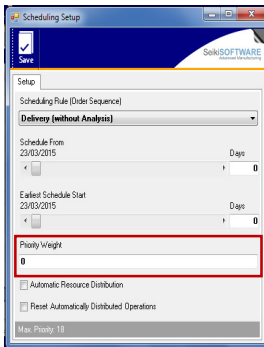 Scheduling Setup
Save
SeikiSOFTWARE
Advanced Manufacturing
Setup
Scheduling Rule (Order Sequence)
Delivery (without Analysis)
Schedule From
23/03/2015 Days
0
Earliest Schedule Start
23/03/2015 Days
0
Priority Weight
0
Automatic Resource Distribution
Reset Automatically Distributed Operations
Max. Priority: 18